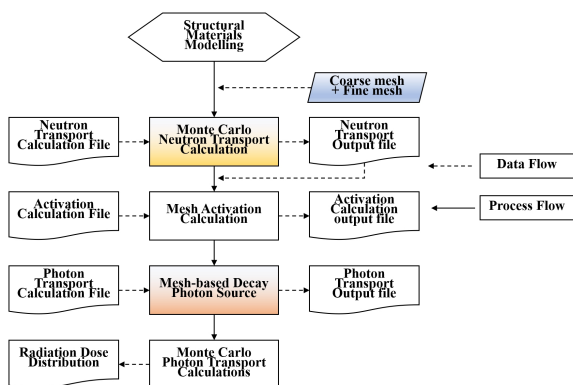 Structural
Materials
Modelling
Coarse mesh
+ Fine mesh
Neutron
Transport
Calculation File
Monte Carlo
Neutron Transport
Calculation
Neutron
Transport
Output file
Data Flow
Activation
Calculation File
Mesh Activation
Calculation
Activation
Calculation
output file
Process Flow
Photon
Transport
Calculation File
Mesh-based Decay
Photon Source
Photon
Transport
Output file
Radiation Dose
Distribution
Monte Carlo
Photon Transport
Calculations